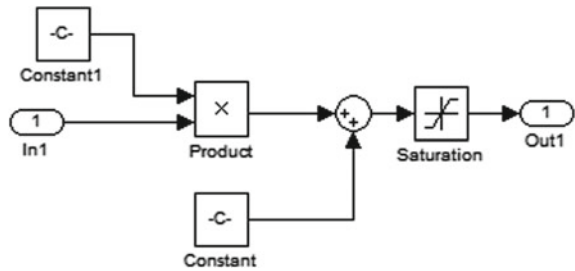 -C-
Constant1
1
In1
×
Product
+
+
Saturation
1
Out1
-C-
Constant